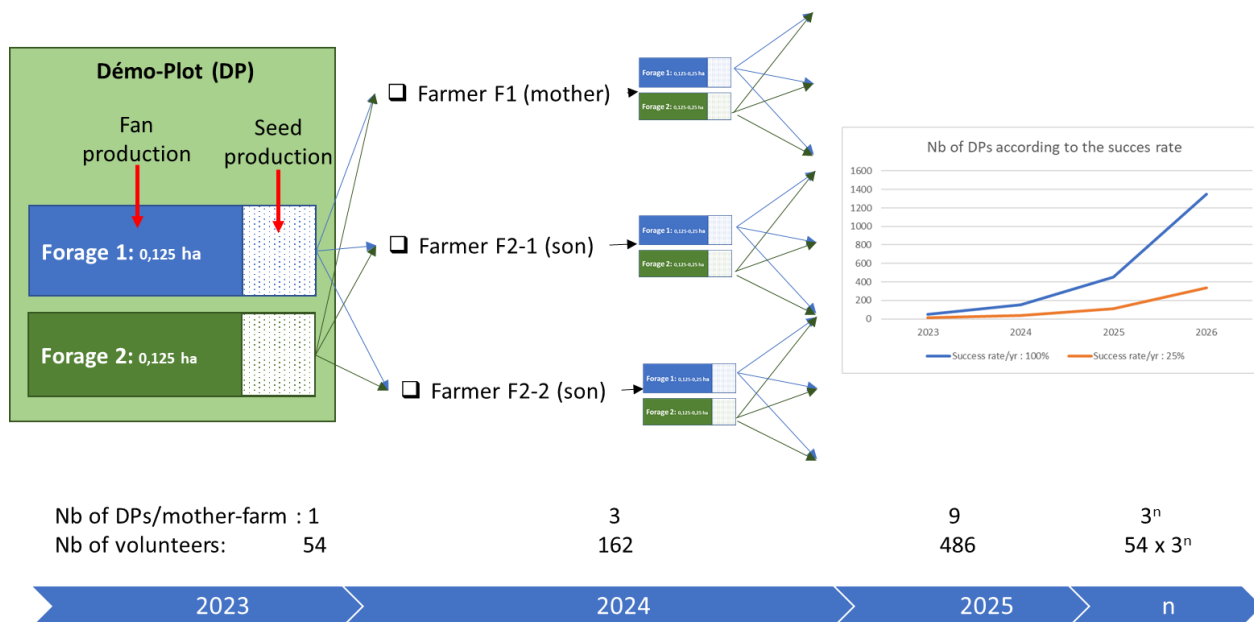 Démo-Plot (DP)
Fan
production
Seed
production
Forage 1: 0,125 ha
Forage 2: 0,125 ha
❑ Farmer F1 (mother)
❑ Farmer F2-1 (son)
❑ Farmer F2-2 (son)
Forage 1: 0,125-0,25 ha
Forage 2: 0,125-0,25 ha
Forage 1: 0,125-0,25 ha
Forage 2: 0,125-0,25 ha
Forage 1: 0,125-0,25 ha
Forage 2: 0,125-0,25 ha
Nb of DPs according to the succes rate
1600
1400
1200
1000
800
600
400
200
0
2023 2024 2025 2026
Success rate/yr : 100% Success rate/yr : 25%
Nb of DPs/mother-farm : 1 3 9 3ⁿ
Nb of volunteers: 54 162 486 54 x 3ⁿ
2023 2024 2025 n